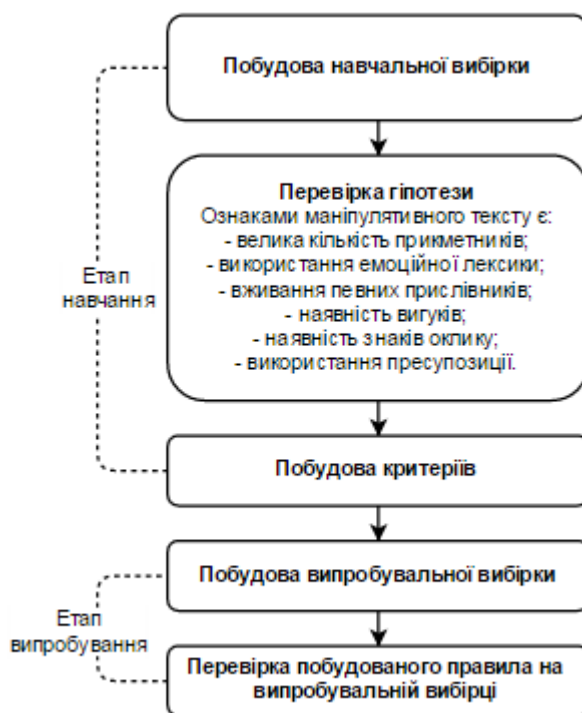 Побудова навчальної вибірки
Перевірка гіпотези
Ознаками маніпулятивного тексту є:
- велика кількість прикметників;
- використання емоційної лексики;
- вживання певних прислівників;
- наявність вигуків;
- наявність знаків оклику;
- використання пресупозиції.
Етап
навчання
Побудова критеріїв
Побудова випробувальної вибірки
Етап
випробування
Перевірка побудованого правила на
випробувальній вибірці